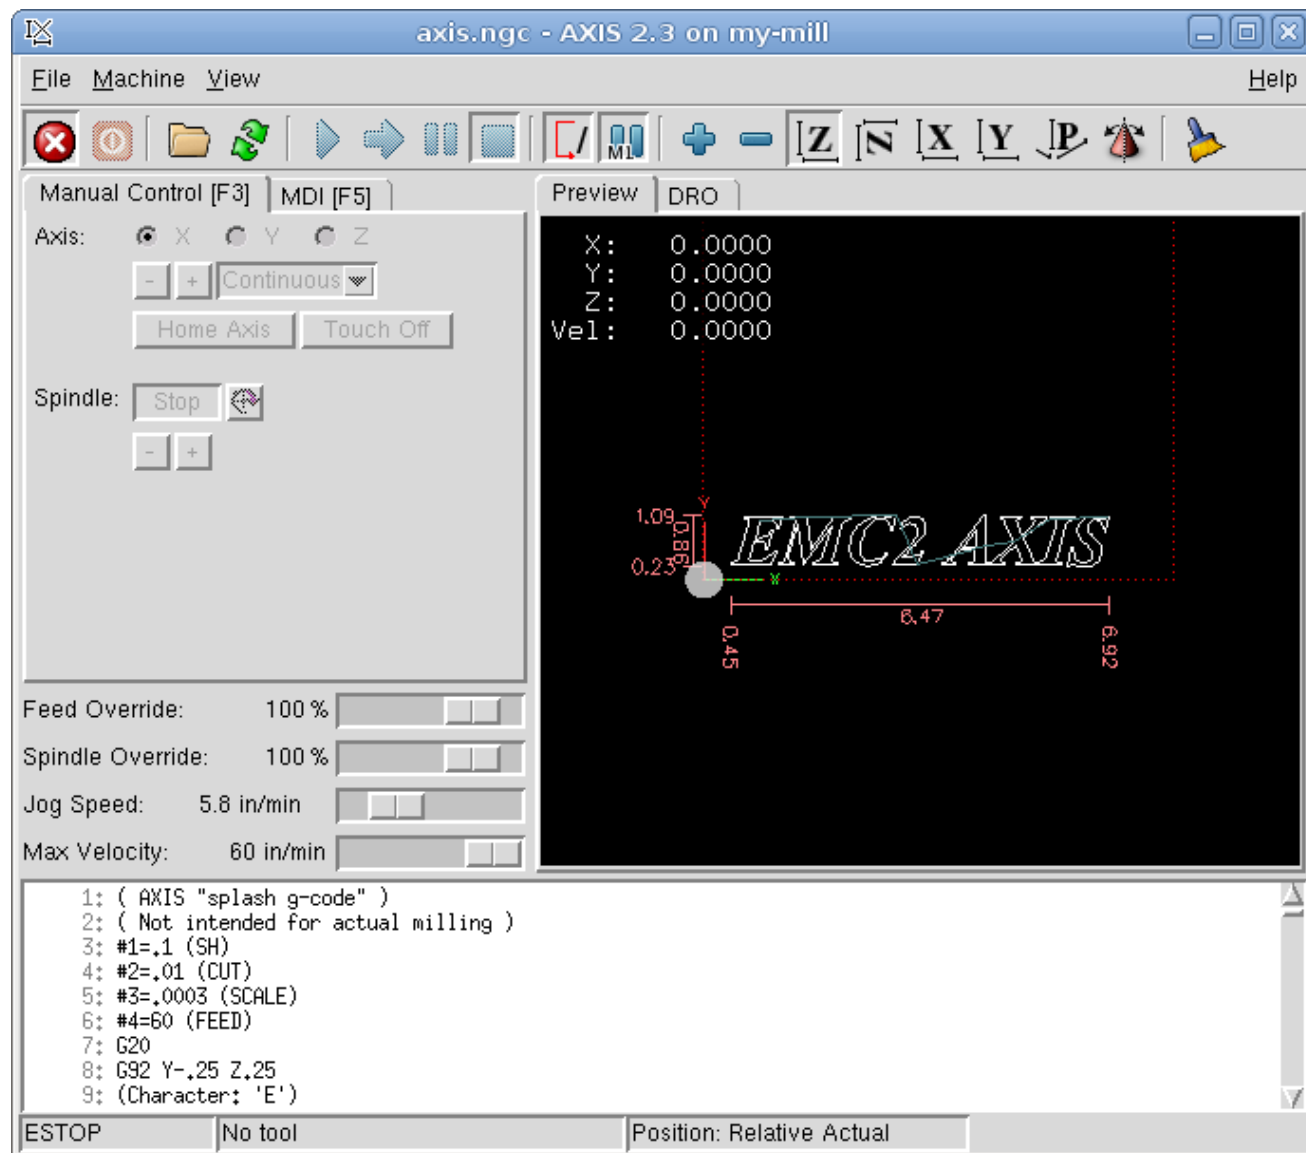 axis.ngc - AXIS 2.3 on my-mill
File Machine View Help
M1 Z N X Y P
Manual Control [F3] MDI [F5] Preview DRO
Axis: X Y Z
- + Continuous
Home Axis Touch Off
Spindle: Stop
- +
X: 0.0000
Y: 0.0000
Z: 0.0000
Vel: 0.0000
Y
1.09
0.86
0.23
EMC2 AXIS
X
6.47
0.45
6.92
Feed Override: 100 %
Spindle Override: 100 %
Jog Speed: 5.8 in/min
Max Velocity: 60 in/min
1: ( AXIS "splash g-code" )
2: ( Not intended for actual milling )
3: #1=.1 (SH)
4: #2=.01 (CUT)
5: #3=.0003 (SCALE)
6: #4=60 (FEED)
7: G20
8: G92 Y-.25 Z.25
9: (Character: 'E')
ESTOP No tool Position: Relative Actual